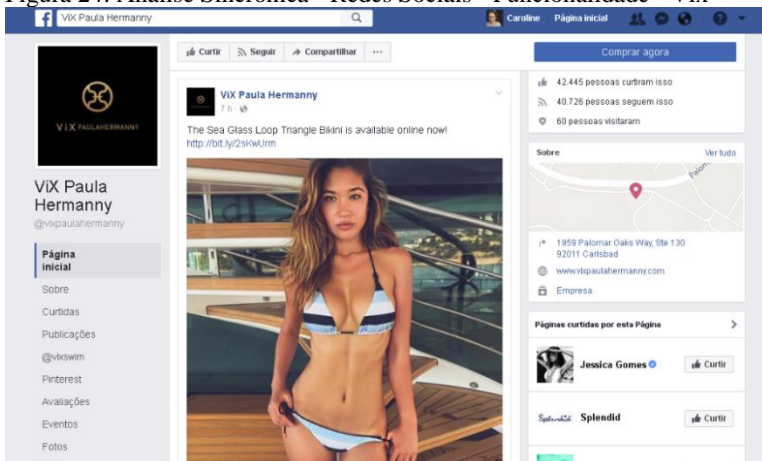 Figura 24: Análise Sincrônica - Redes Sociais - Funcionalidade - ViX
ViX Paula Hermanny
Caroline
Página inicial
Curtir
Seguir
Compartilhar
Comprar agora
ViX PAULAHERMANNY
ViX Paula
Hermanny
@vixpaulahermanny
Página
inicial
Sobre
Curtidas
Publicações
@vixswim
Pinterest
Avaliações
Eventos
Fotos
ViX Paula Hermanny
7 h
The Sea Glass Loop Triangle Bikini is available online now!
http://bit.ly/2sKwUrm
42.445 pessoas curtiram isso
40.726 pessoas seguem isso
60 pessoas visitaram
Sobre
Ver tudo
1959 Palomar Oaks Way, Ste 130
92011 Carlsbad
www.vixpaulahermanny.com
Empresa
Páginas curtidas por esta Página
Jessica Gomes
Curtir
Splendid
Splendid
Curtir